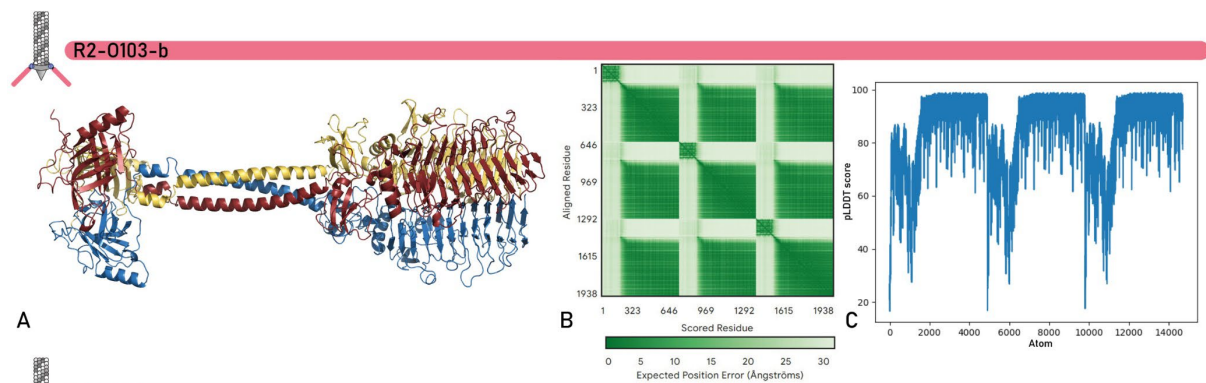 R2-O103-b
A
B
Aligned Residue
1
323
646
969
1292
1615
1938
1 323 646 969 1292 1615 1938
Scored Residue
0 5 10 15 20 25 30
Expected Position Error (Ångströms)
C
pLDDT score
100
80
60
40
20
0 2000 4000 6000 8000 10000 12000 14000
Atom